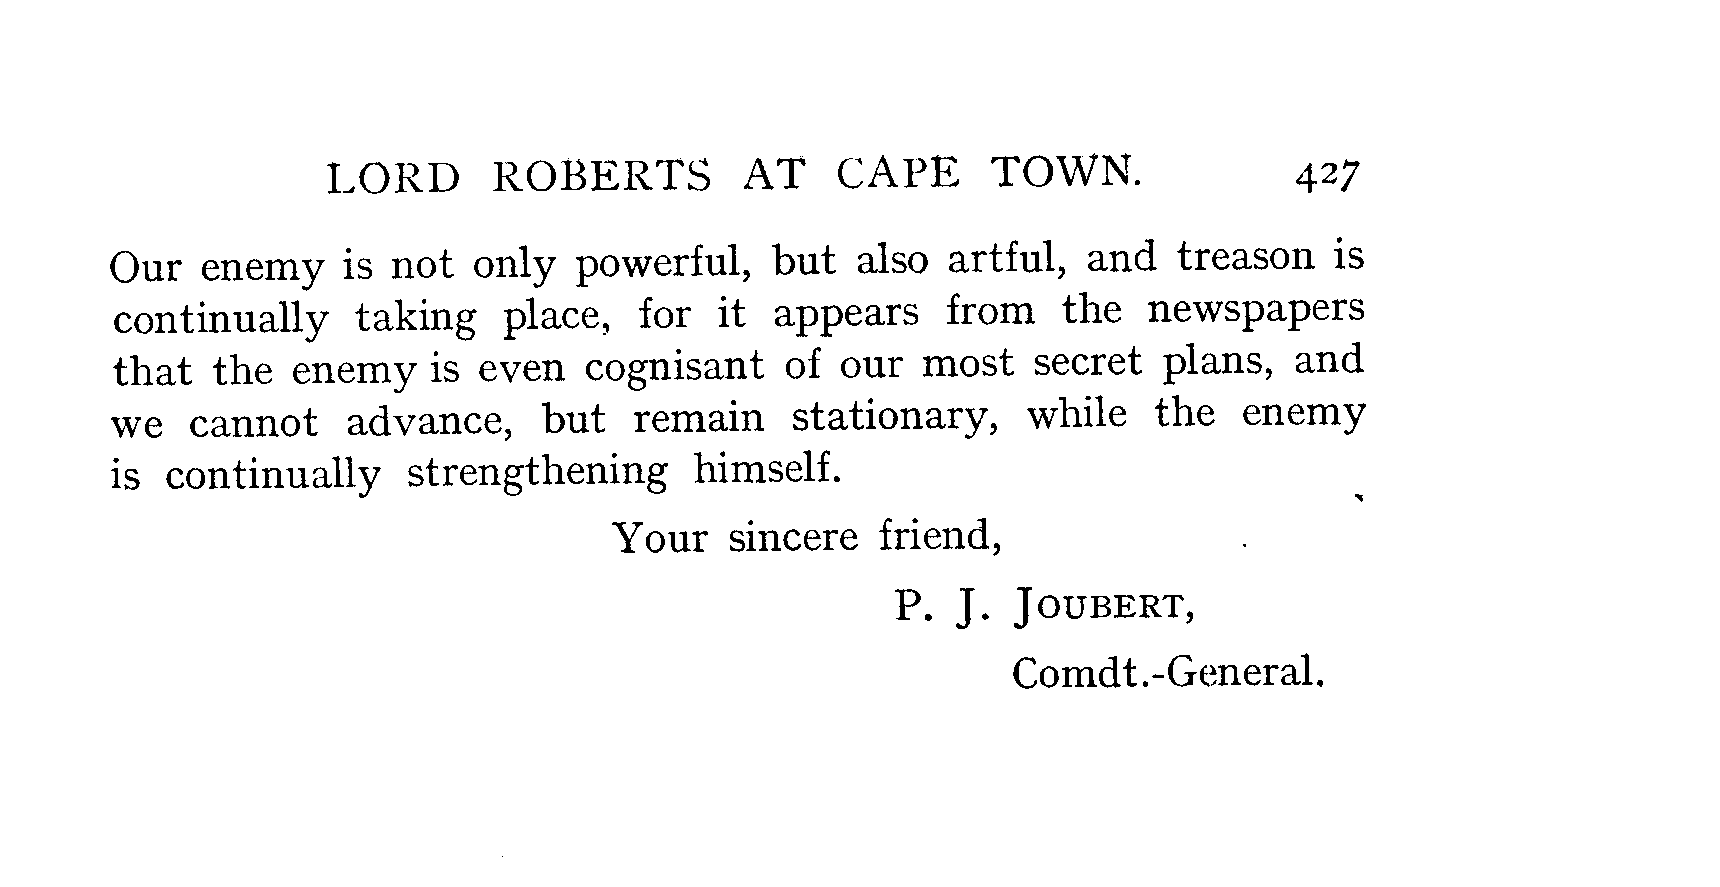 LORD ROBERTS AT CAPE TOWN. 427
Our enemy is not only powerful, but also artful, and treason is
continually taking place, for it appears from the newspapers
that the enemy is even cognisant of our most secret plans, and
we cannot advance, but remain stationary, while the enemy
is continually strengthening himself.
Your sincere friend,
P. J. JOUBERT,
Comdt.-General.